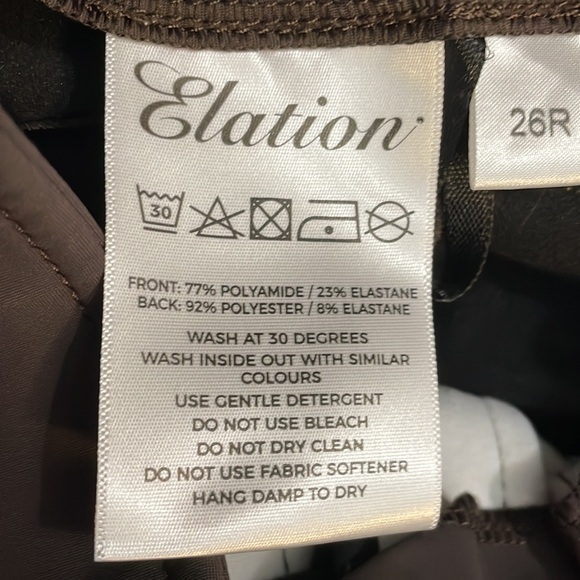 Elation
26R
30
FRONT: 77% POLYAMIDE / 23% ELASTANE
BACK: 92% POLYESTER / 8% ELASTANE
WASH AT 30 DEGREES
WASH INSIDE OUT WITH SIMILAR
COLOURS
USE GENTLE DETERGENT
DO NOT USE BLEACH
DO NOT DRY CLEAN
DO NOT USE FABRIC SOFTENER
HANG DAMP TO DRY